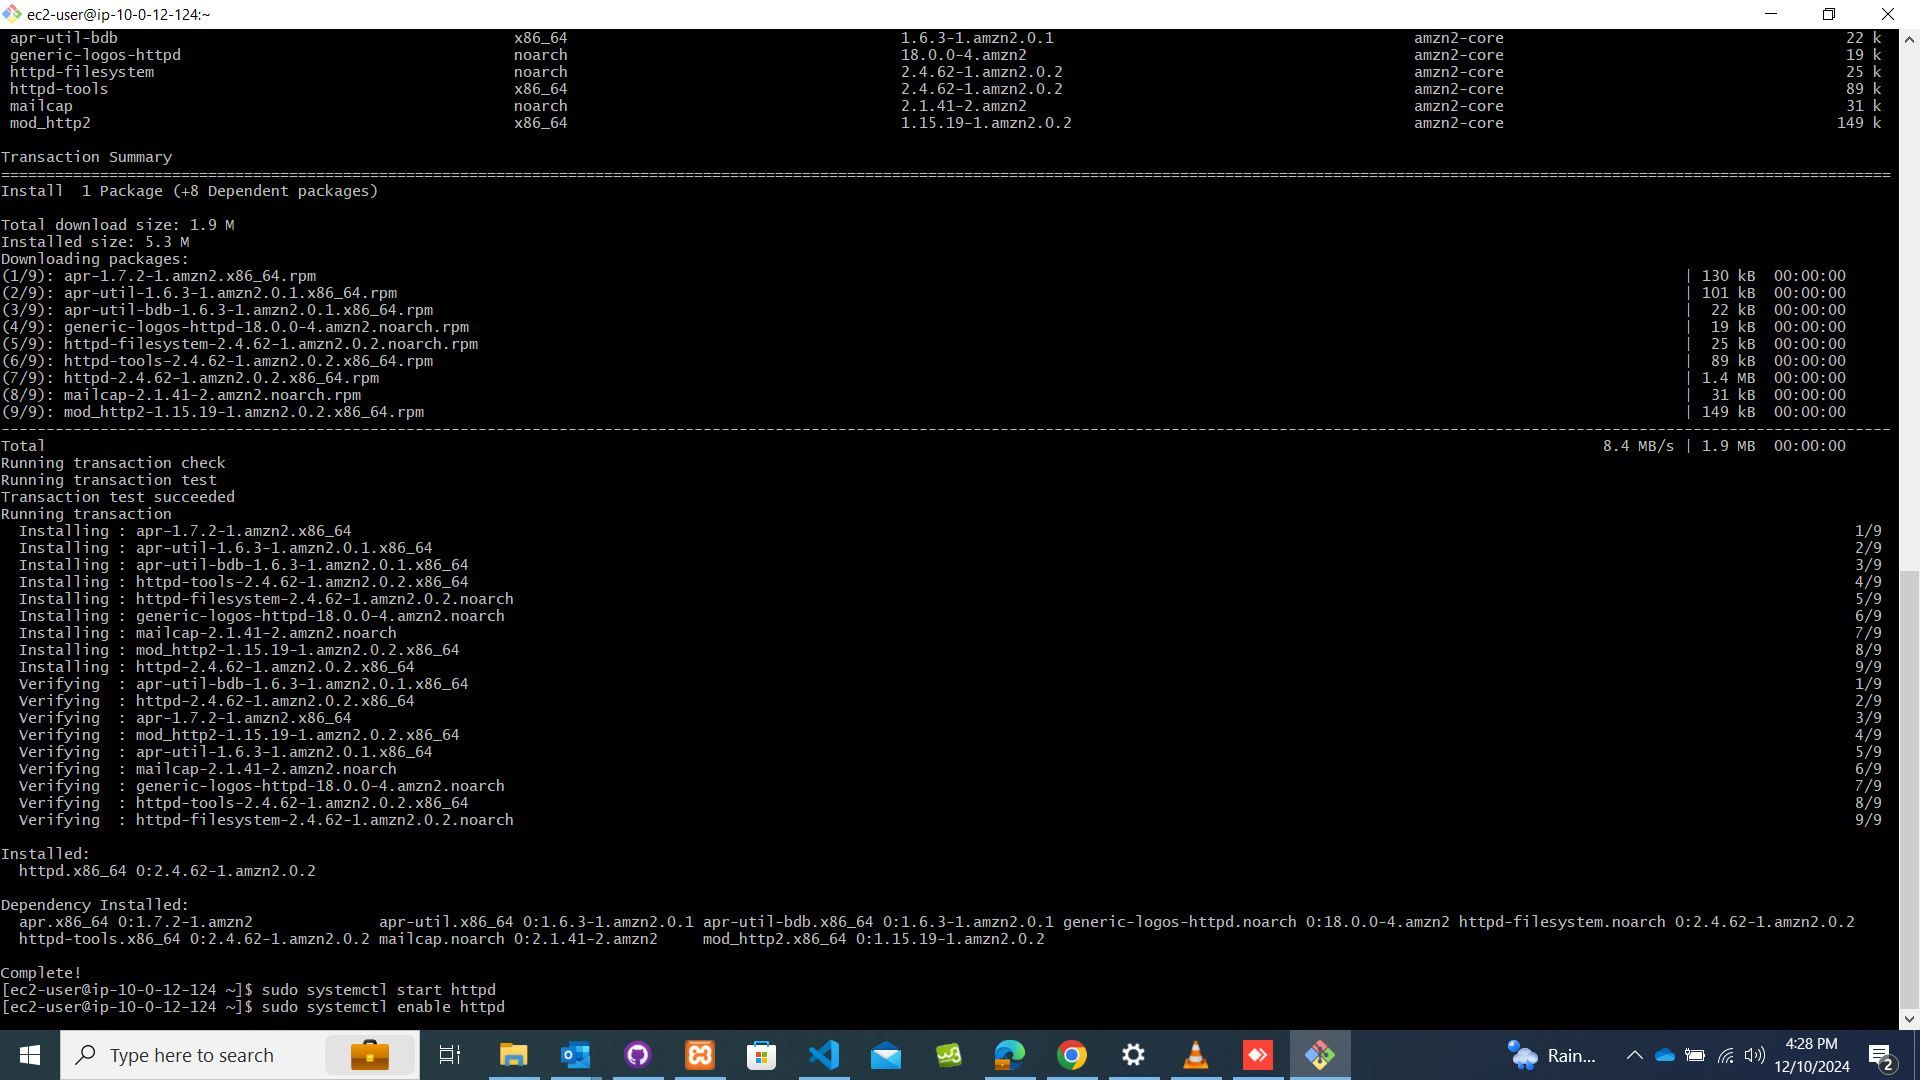 ec2-user@ip-10-0-12-124:~
apr-util-bdb x86_64 1.6.3-1.amzn2.0.1 amzn2-core 22 k
generic-logos-httpd noarch 18.0.0-4.amzn2 amzn2-core 19 k
httpd-filesystem noarch 2.4.62-1.amzn2.0.2 amzn2-core 25 k
httpd-tools x86_64 2.4.62-1.amzn2.0.2 amzn2-core 89 k
mailcap noarch 2.1.41-2.amzn2 amzn2-core 31 k
mod_http2 x86_64 1.15.19-1.amzn2.0.2 amzn2-core 149 k
Transaction Summary
Install 1 Package (+8 Dependent packages)
Total download size: 1.9 M
Installed size: 5.3 M
Downloading packages:
(1/9): apr-1.7.2-1.amzn2.x86_64.rpm | 130 kB 00:00:00
(2/9): apr-util-1.6.3-1.amzn2.0.1.x86_64.rpm | 101 kB 00:00:00
(3/9): apr-util-bdb-1.6.3-1.amzn2.0.1.x86_64.rpm | 22 kB 00:00:00
(4/9): generic-logos-httpd-18.0.0-4.amzn2.noarch.rpm | 19 kB 00:00:00
(5/9): httpd-filesystem-2.4.62-1.amzn2.0.2.noarch.rpm | 25 kB 00:00:00
(6/9): httpd-tools-2.4.62-1.amzn2.0.2.x86_64.rpm | 89 kB 00:00:00
(7/9): httpd-2.4.62-1.amzn2.0.2.x86_64.rpm | 1.4 MB 00:00:00
(8/9): mailcap-2.1.41-2.amzn2.noarch.rpm | 31 kB 00:00:00
(9/9): mod_http2-1.15.19-1.amzn2.0.2.x86_64.rpm | 149 kB 00:00:00
Total 8.4 MB/s | 1.9 MB 00:00:00
Running transaction check
Running transaction test
Transaction test succeeded
Running transaction
Installing : apr-1.7.2-1.amzn2.x86_64 1/9
Installing : apr-util-1.6.3-1.amzn2.0.1.x86_64 2/9
Installing : apr-util-bdb-1.6.3-1.amzn2.0.1.x86_64 3/9
Installing : httpd-tools-2.4.62-1.amzn2.0.2.x86_64 4/9
Installing : httpd-filesystem-2.4.62-1.amzn2.0.2.noarch 5/9
Installing : generic-logos-httpd-18.0.0-4.amzn2.noarch 6/9
Installing : mailcap-2.1.41-2.amzn2.noarch 7/9
Installing : mod_http2-1.15.19-1.amzn2.0.2.x86_64 8/9
Installing : httpd-2.4.62-1.amzn2.0.2.x86_64 9/9
Verifying : apr-util-bdb-1.6.3-1.amzn2.0.1.x86_64 1/9
Verifying : httpd-2.4.62-1.amzn2.0.2.x86_64 2/9
Verifying : apr-1.7.2-1.amzn2.x86_64 3/9
Verifying : mod_http2-1.15.19-1.amzn2.0.2.x86_64 4/9
Verifying : apr-util-1.6.3-1.amzn2.0.1.x86_64 5/9
Verifying : mailcap-2.1.41-2.amzn2.noarch 6/9
Verifying : generic-logos-httpd-18.0.0-4.amzn2.noarch 7/9
Verifying : httpd-tools-2.4.62-1.amzn2.0.2.x86_64 8/9
Verifying : httpd-filesystem-2.4.62-1.amzn2.0.2.noarch 9/9
Installed:
httpd.x86_64 0:2.4.62-1.amzn2.0.2
Dependency Installed:
apr.x86_64 0:1.7.2-1.amzn2 apr-util.x86_64 0:1.6.3-1.amzn2.0.1 apr-util-bdb.x86_64 0:1.6.3-1.amzn2.0.1 generic-logos-httpd.noarch 0:18.0.0-4.amzn2 httpd-filesystem.noarch 0:2.4.62-1.amzn2.0.2
httpd-tools.x86_64 0:2.4.62-1.amzn2.0.2 mailcap.noarch 0:2.1.41-2.amzn2 mod_http2.x86_64 0:1.15.19-1.amzn2.0.2
Complete!
[ec2-user@ip-10-0-12-124 ~]$ sudo systemctl start httpd
[ec2-user@ip-10-0-12-124 ~]$ sudo systemctl enable httpd
Type here to search
Rain...
4:28 PM
12/10/2024
2